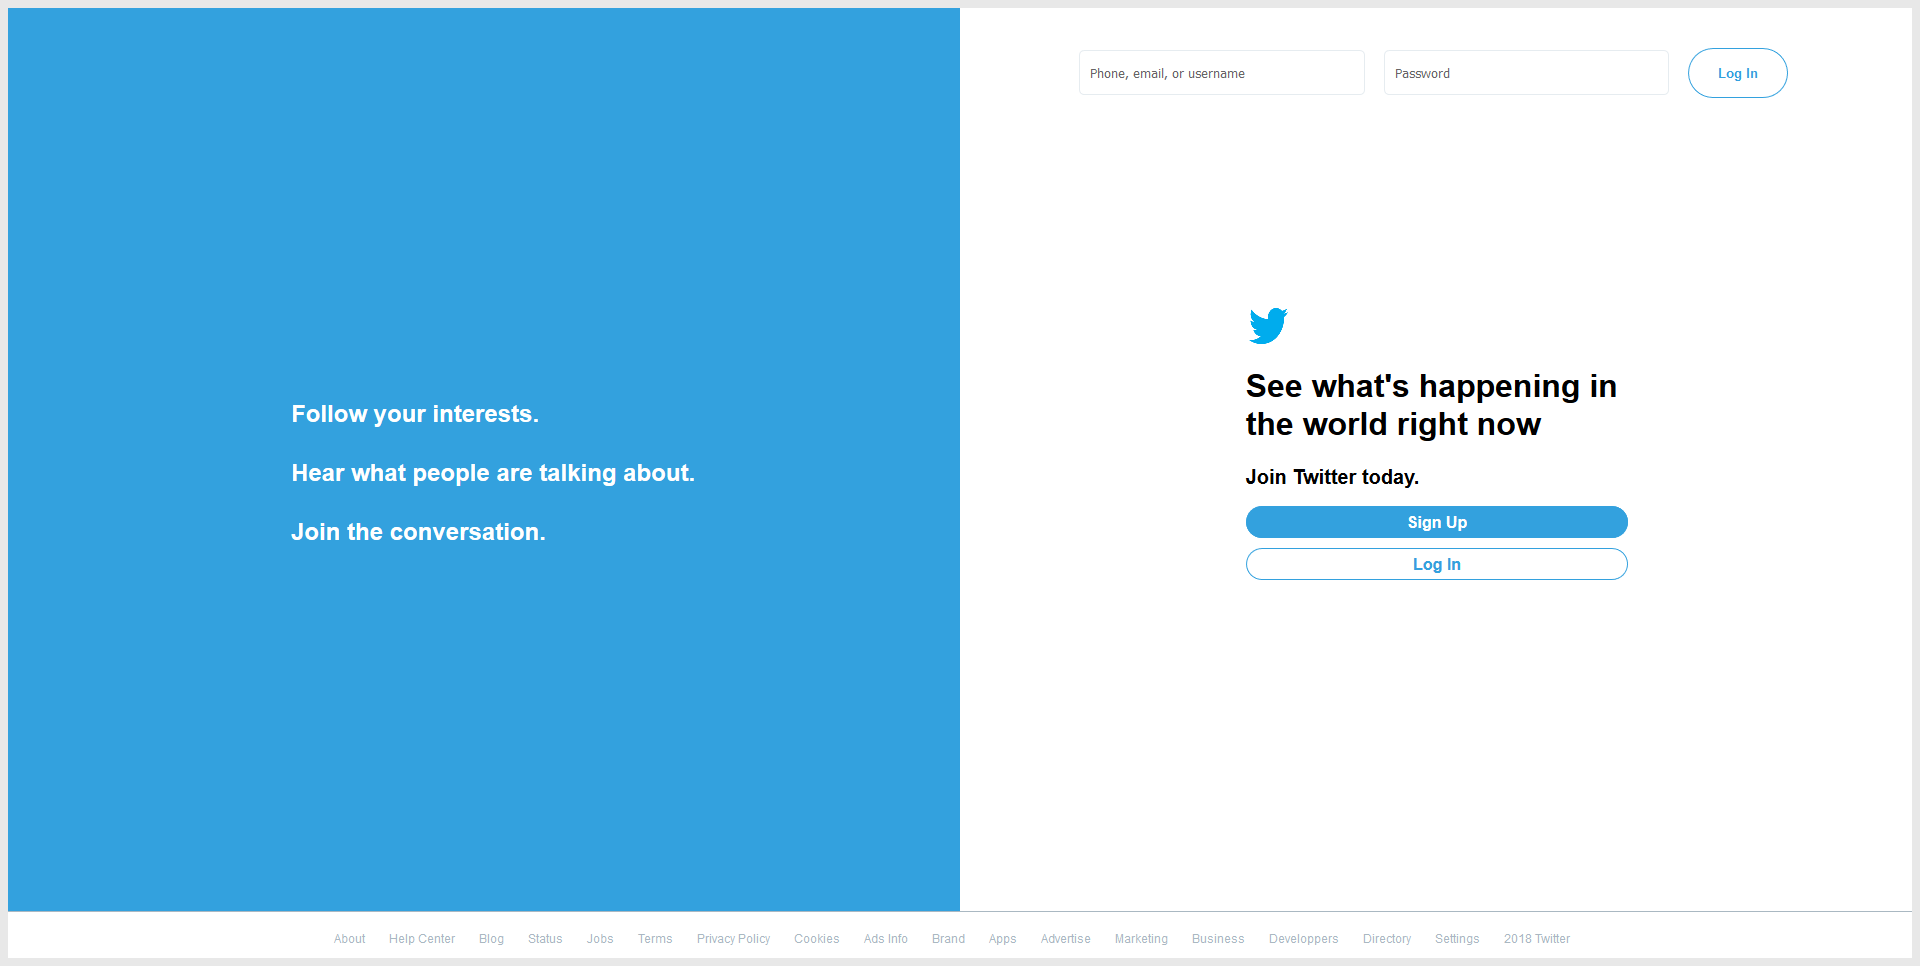 Phone, email, or username Password Log In
Follow your interests.
Hear what people are talking about.
Join the conversation.
See what's happening in
the world right now
Join Twitter today.
Sign Up
Log In
About Help Center Blog Status Jobs Terms Privacy Policy Cookies Ads Info Brand Apps Advertise Marketing Business Developpers Directory Settings 2018 Twitter